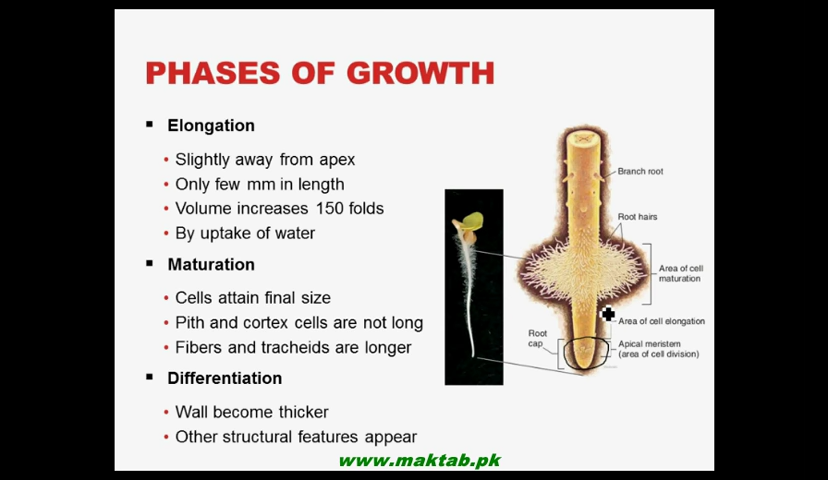 PHASES OF GROWTH
▪ Elongation
• Slightly away from apex
• Only few mm in length
• Volume increases 150 folds
• By uptake of water
▪ Maturation
• Cells attain final size
• Pith and cortex cells are not long
• Fibers and tracheids are longer
▪ Differentiation
• Wall become thicker
• Other structural features appear
Branch root
Root hairs
Area of cell
maturation
Area of cell elongation
Root
cap
Apical meristem
(area of cell division)
www.maktab.pk